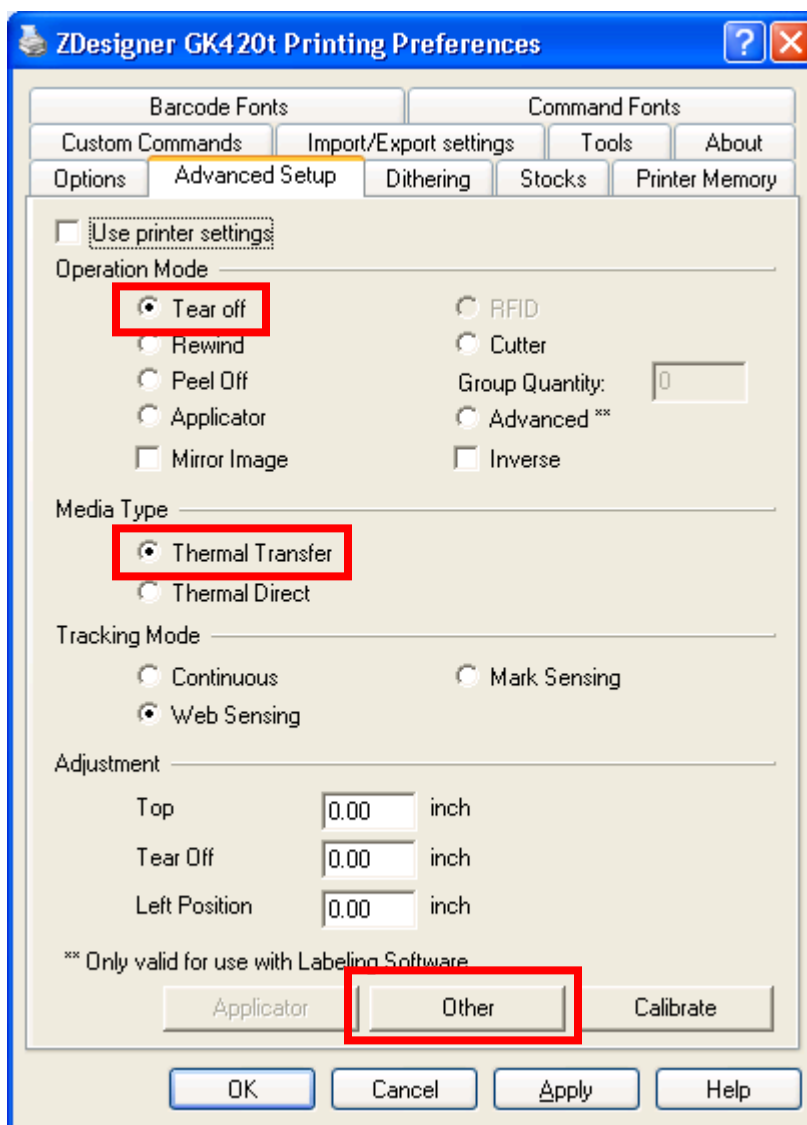 ZDesigner GK420t Printing Preferences
Barcode Fonts Command Fonts
Custom Commands Import/Export settings Tools About
Options Advanced Setup Dithering Stocks Printer Memory
Use printer settings
Operation Mode
Tear off RFID
Rewind Cutter
Peel Off Group Quantity: 0
Applicator Advanced **
Mirror Image Inverse
Media Type
Thermal Transfer
Thermal Direct
Tracking Mode
Continuous Mark Sensing
Web Sensing
Adjustment
Top 0.00 inch
Tear Off 0.00 inch
Left Position 0.00 inch
** Only valid for use with Labeling Software
Applicator Other Calibrate
OK Cancel Apply Help